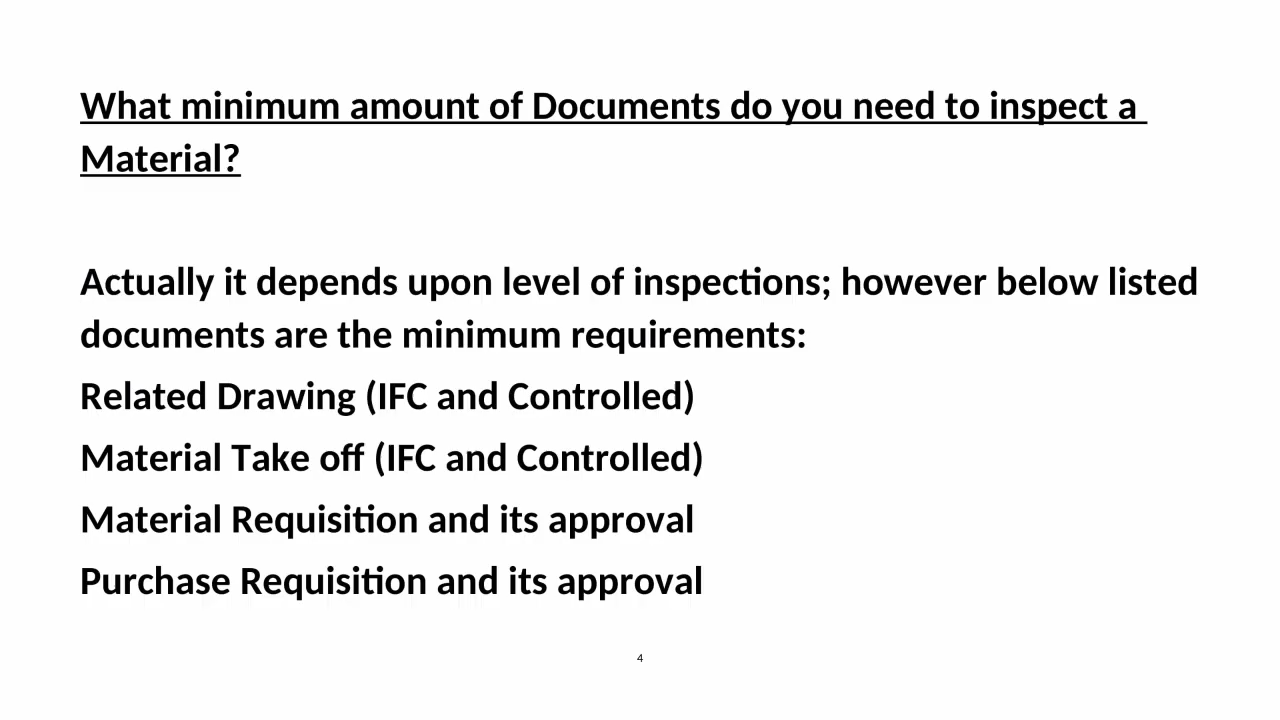 What minimum amount of Documents do you need to inspect a
Material?
Actually it depends upon level of inspections; however below listed
documents are the minimum requirements:
Related Drawing (IFC and Controlled)
Material Take off (IFC and Controlled)
Material Requisition and its approval
Purchase Requisition and its approval
4